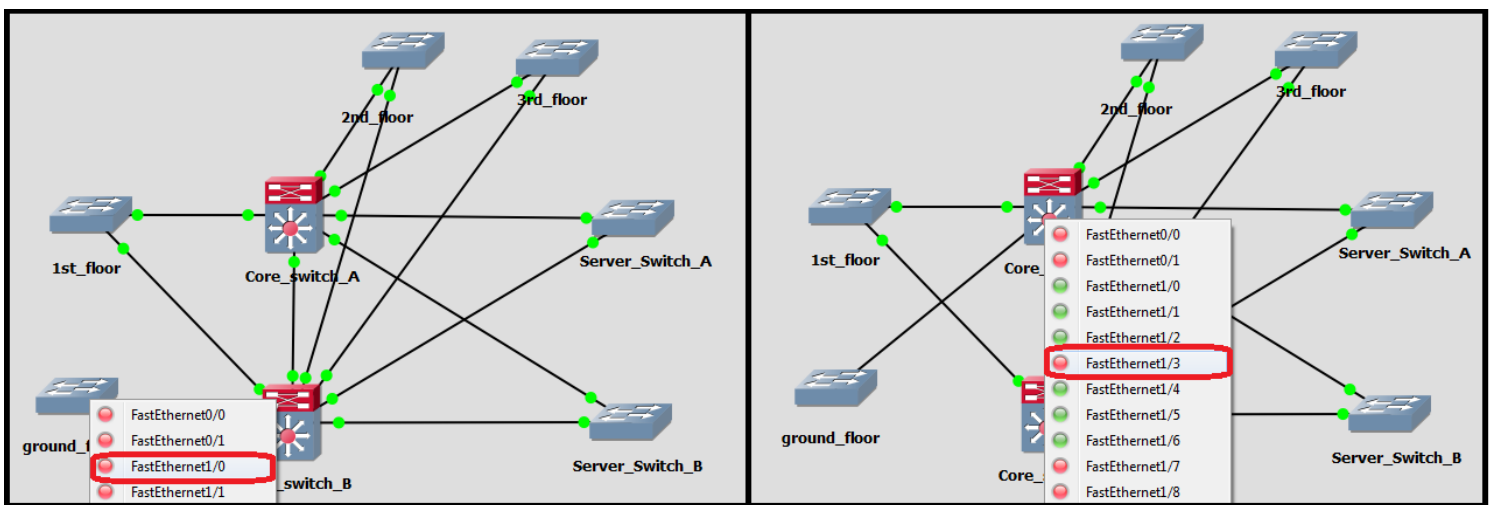 2nd_floor
3rd_floor
1st_floor
Core_switch_A
Server_Switch_A
ground_f
FastEthernet0/0
FastEthernet0/1
FastEthernet1/0
FastEthernet1/1
_switch_B
Server_Switch_B
2nd_floor
3rd_floor
1st_floor
Core_
Server_Switch_A
FastEthernet0/0
FastEthernet0/1
FastEthernet1/0
FastEthernet1/1
FastEthernet1/2
FastEthernet1/3
FastEthernet1/4
FastEthernet1/5
FastEthernet1/6
FastEthernet1/7
FastEthernet1/8
ground_floor
Core_
Server_Switch_B